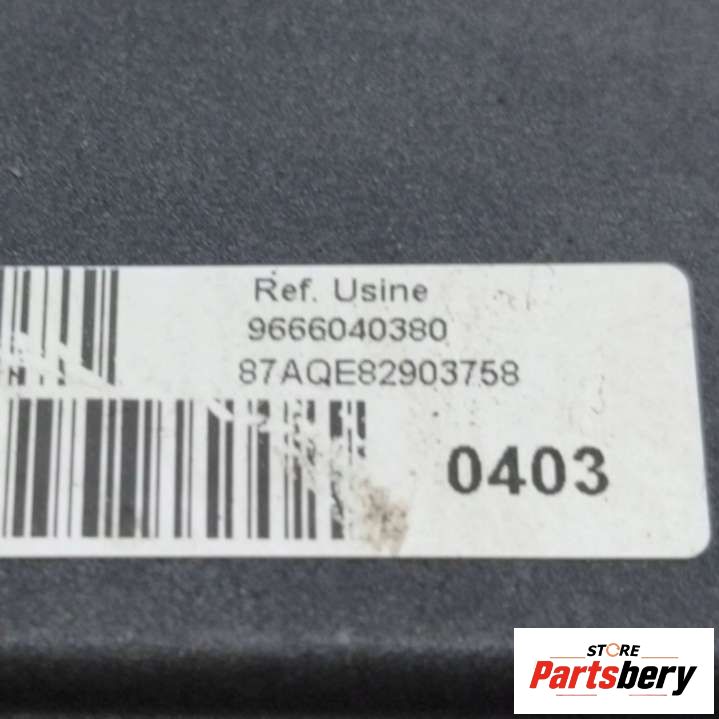 Ref. Usine
9666040380
87AQE82903758
0403
STORE
Partsbery